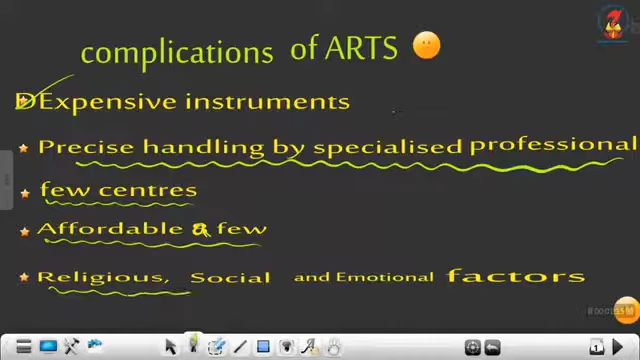 complications of ARTS
Expensive instruments
Precise handling by specialised professional
few centres
Affordable & few
Religious, Social and Emotional factors
1